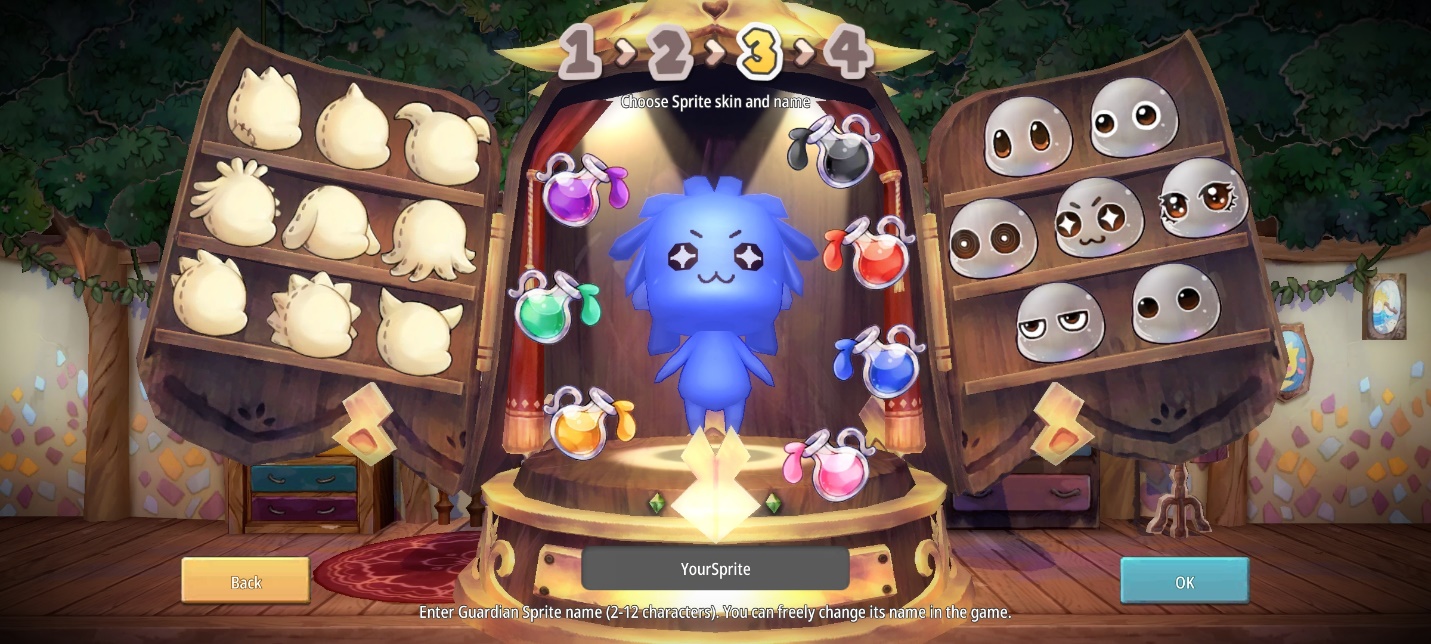 1 > 2 > 3 > 4
Choose Sprite skin and name
YourSprite
Back
OK
Enter Guardian Sprite name (2-12 characters). You can freely change its name in the game.